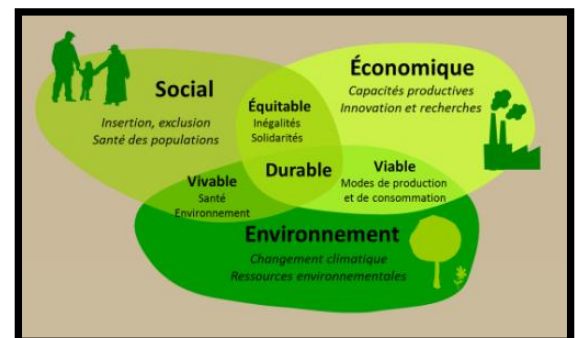 Social
Insertion, exclusion
Santé des populations
Économique
Capacités productives
Innovation et recherches
Équitable
Inégalités
Solidarités
Durable
Vivable
Santé
Environnement
Viable
Modes de production
et de consommation
Environnement
Changement climatique
Ressources environnementales